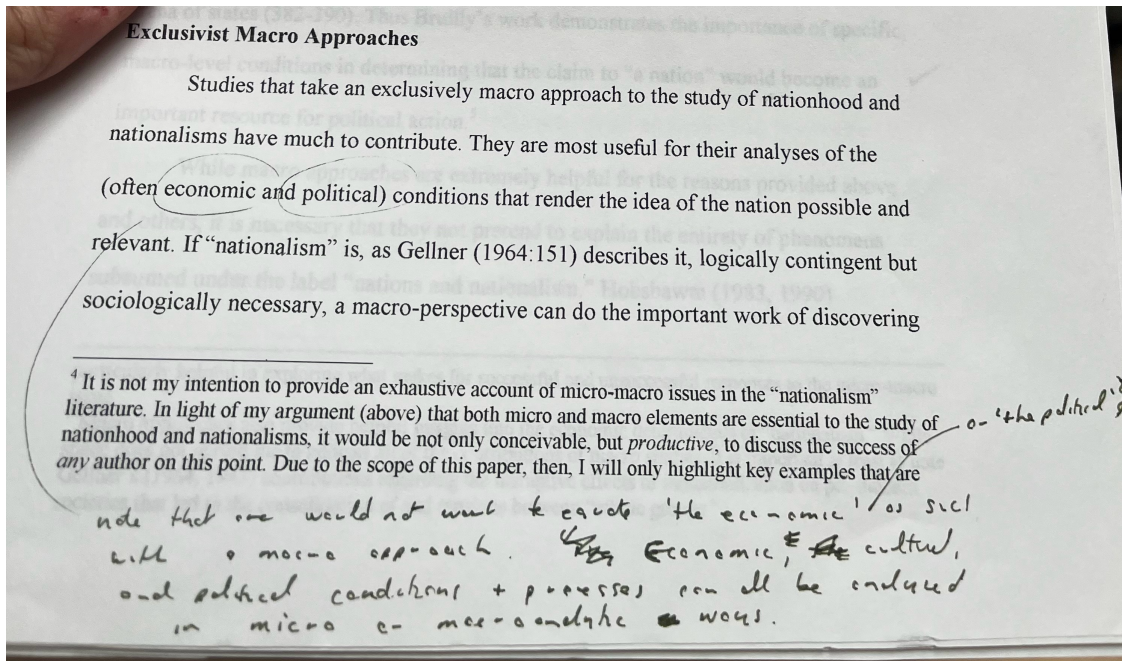 Exclusivist Macro Approaches
Studies that take an exclusively macro approach to the study of nationhood and
nationalisms have much to contribute. They are most useful for their analyses of the
(often economic and political) conditions that render the idea of the nation possible and
relevant. If “nationalism” is, as Gellner (1964:151) describes it, logically contingent but
sociologically necessary, a macro-perspective can do the important work of discovering
4 It is not my intention to provide an exhaustive account of micro-macro issues in the “nationalism”
literature. In light of my argument (above) that both micro and macro elements are essential to the study of
nationhood and nationalisms, it would be not only conceivable, but productive, to discuss the success of
any author on this point. Due to the scope of this paper, then, I will only highlight key examples that are
or 'the political'
note that one would not want to equate 'the economic' as such
with a macro approach. Economic, cultural,
and political conditions + processes can all be analyzed
in micro or macroanalytic ways.